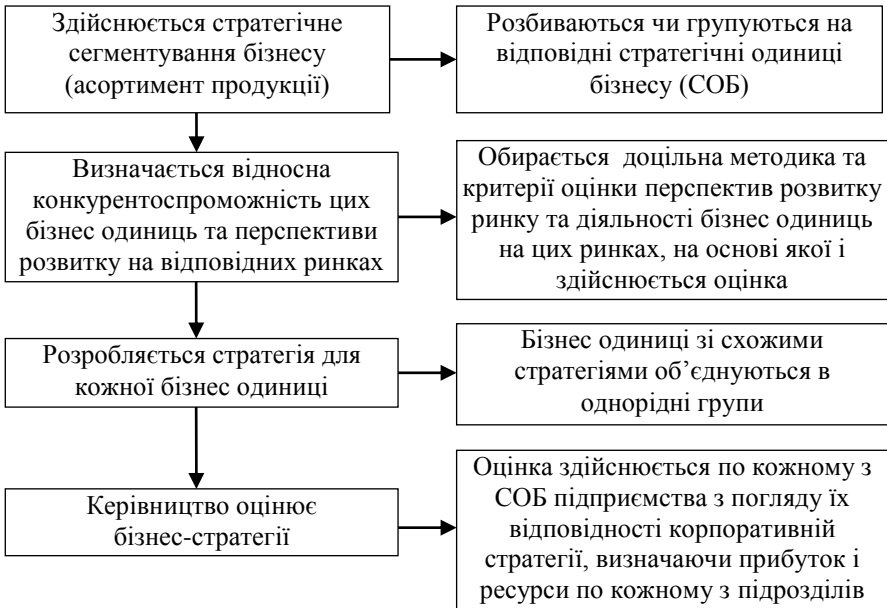 Здійснюється стратегічне
сегментування бізнесу
(асортимент продукції)
Розбиваються чи групуються на
відповідні стратегічні одиниці
бізнесу (СОБ)
Визначається відносна
конкурентоспроможність цих
бізнес одиниць та перспективи
розвитку на відповідних ринках
Обирається доцільна методика та
критерії оцінки перспектив розвитку
ринку та діяльності бізнес одиниць
на цих ринках, на основі якої і
здійснюється оцінка
Розробляється стратегія для
кожної бізнес одиниці
Бізнес одиниці зі схожими
стратегіями об’єднуються в
однорідні групи
Керівництво оцінює
бізнес-стратегії
Оцінка здійснюється по кожному з
СОБ підприємства з погляду їх
відповідності корпоративній
стратегії, визначаючи прибуток і
ресурси по кожному з підрозділів